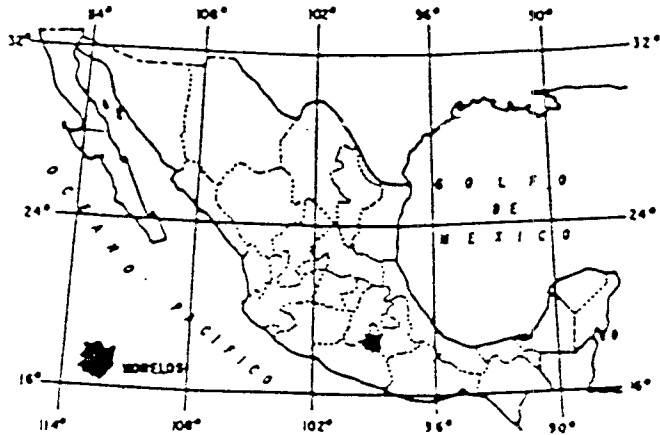 84° 108° 102° 96° 90°
32° 32°
GOLFO
DE
MEXICO
24° 24°
OCEANO PACIFICO
MORELOS
16° 16°
114° 108° 102° 96° 90°